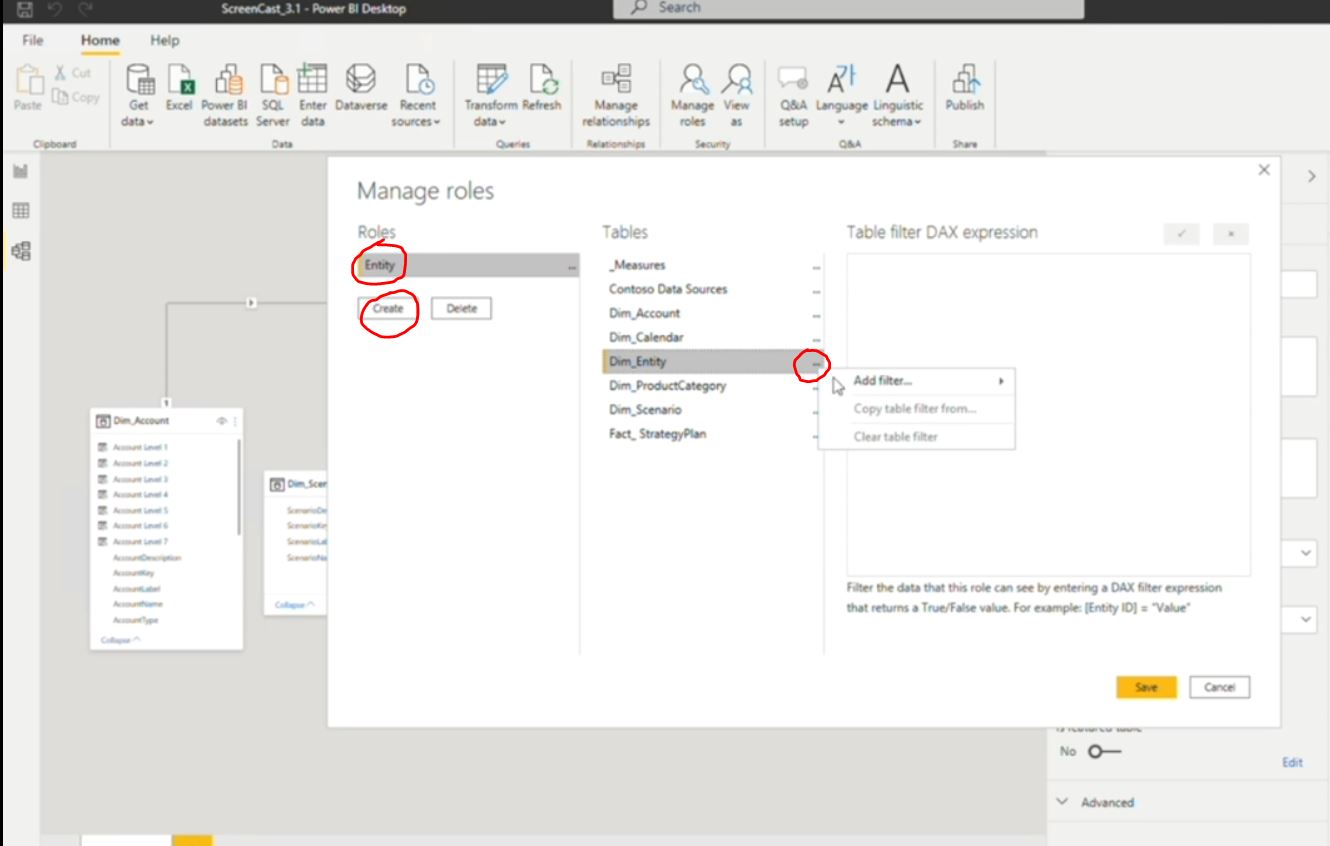 ScreenCast_3.1 - Power BI Desktop
Search
File Home Help
Paste
Cut
Copy
Get data
Excel
Power BI datasets
SQL Server
Enter data
Dataverse
Recent sources
Transform data
Refresh
Manage relationships
Manage roles
View as
Q&A setup
Language
Linguistic schema
Publish
Clipboard Data Queries Relationships Security Q&A Share
Manage roles
Roles
Entity ...
Create Delete
Tables
_Measures ...
Contoso Data Sources ...
Dim_Account ...
Dim_Calendar ...
Dim_Entity ...
Dim_ProductCategory
Dim_Scenario
Fact_ StrategyPlan
Add filter...
Copy table filter from...
Clear table filter
Table filter DAX expression
Filter the data that this role can see by entering a DAX filter expression
that returns a True/False value. For example: [Entity ID] = "Value"
Save Cancel
1
Dim_Account
Account Level 1
Account Level 2
Account Level 3
Account Level 4
Account Level 5
Account Level 6
Account Level 7
AccountDescription
AccountKey
AccountLabel
AccountName
AccountType
Collapse
Dim_Scen
ScenarioDe
ScenarioKey
ScenarioLab
ScenarioNa
Collapse
No
Edit
Advanced